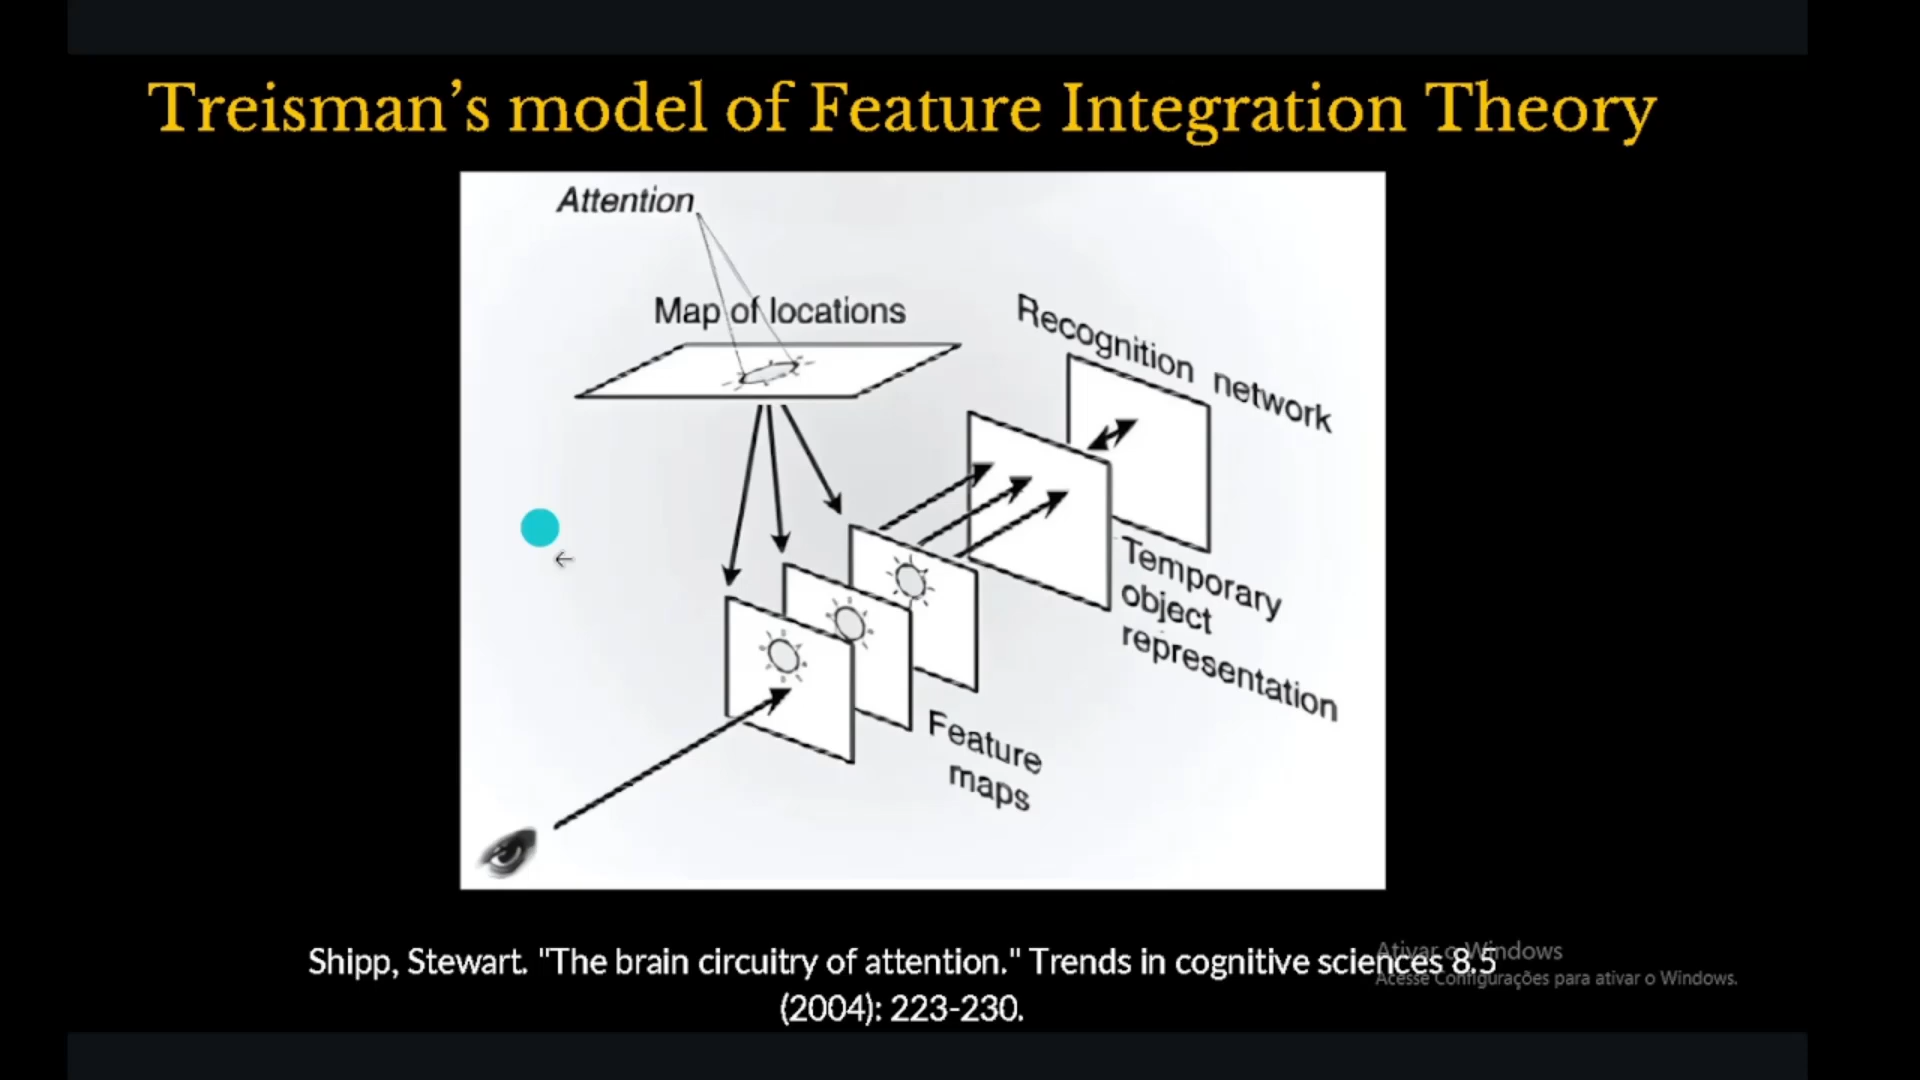 Treisman’s model of Feature Integration Theory
Attention
Map of locations
Recognition network
Temporary
object
representation
Feature
maps
Shipp, Stewart. "The brain circuitry of attention." Trends in cognitive sciences 8.5
(2004): 223-230.
Ativar o Windows
Acesse Configurações para ativar o Windows.